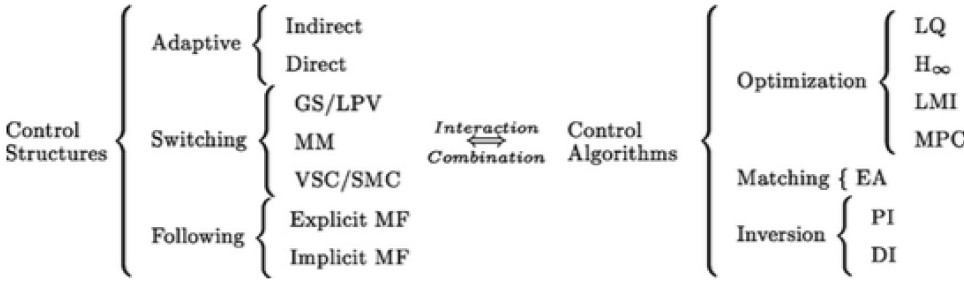 Control
Structures
Adaptive
Indirect
Direct
Switching
GS/LPV
MM
VSC/SMC
Following
Explicit MF
Implicit MF
Interaction
⇔
Combination
Control
Algorithms
Optimization
LQ
H∞
LMI
MPC
Matching { EA
Inversion
PI
DI